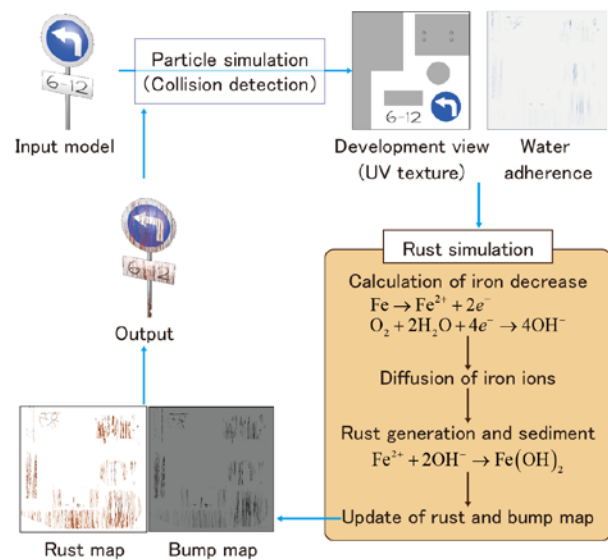 Particle simulation
(Collision detection)
6-12
Input model
6-12
Development view
(UV texture)
Water
adherence
Rust simulation
Calculation of iron decrease
Fe → Fe²⁺ + 2e⁻
O₂ + 2H₂O + 4e⁻ → 4OH⁻
Diffusion of iron ions
Rust generation and sediment
Fe²⁺ + 2OH⁻ → Fe(OH)₂
Update of rust and bump map
6-12
Output
Rust map
Bump map